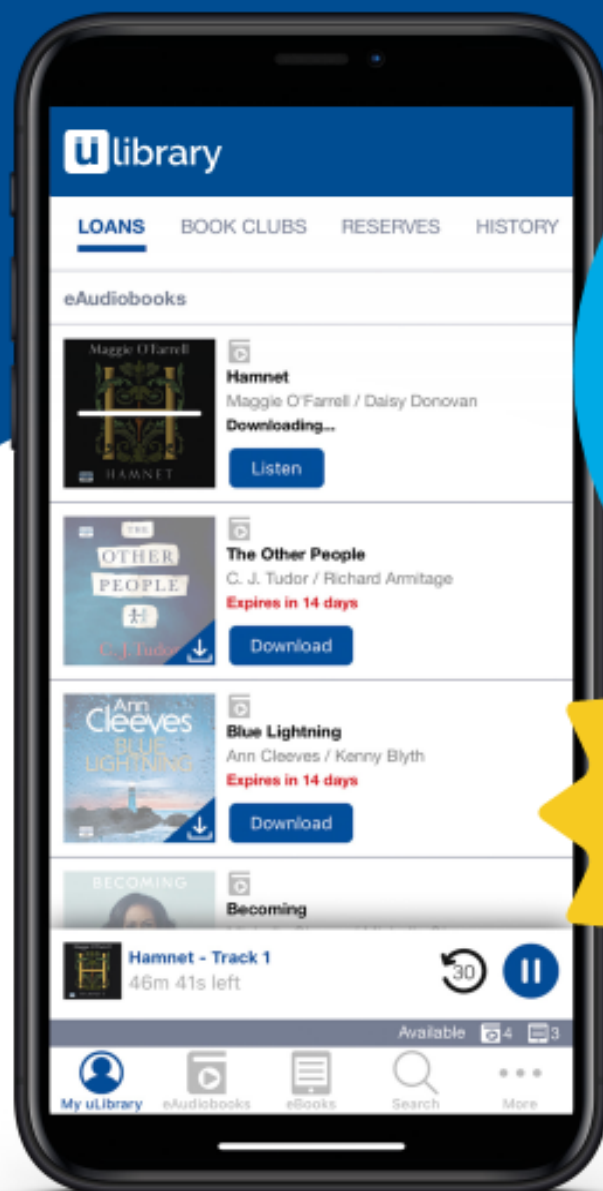 ulibrary
LOANS BOOK CLUBS RESERVES HISTORY
eAudiobooks
Maggie O'Farrell
HAMNET
Hamnet
Maggie O'Farrell / Daisy Donovan
Downloading...
Listen
THE
OTHER
PEOPLE
C. J. Tudor
The Other People
C. J. Tudor / Richard Armitage
Expires in 14 days
Download
Ann
Cleeves
BLUE
LIGHTNING
Blue Lightning
Ann Cleeves / Kenny Blyth
Expires in 14 days
Download
BECOMING
Becoming
Hamnet - Track 1
46m 41s left
30
Available 4 3
My uLibrary eAudiobooks eBooks Search More